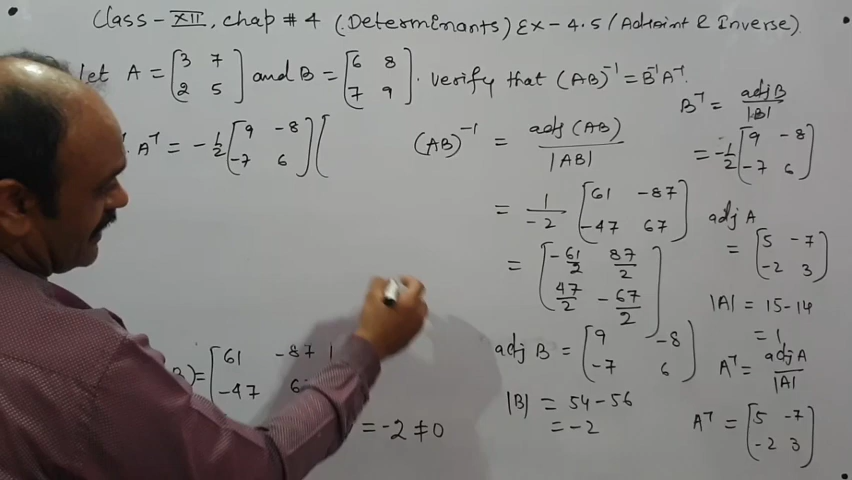 Class - XII, chap # 4 (Determinants) Ex - 4.5 (Adjoint & Inverse).
Let A = [3 7
2 5] and B = [6 8
7 9]. verify that (AB)⁻¹ = B⁻¹A⁻¹.
A⁻¹ = -1/2 [9 -8
-7 6] [
B) = [61 -87
-47
= -2 ≠ 0
(AB)⁻¹ = adj (AB) / |AB|
= 1/-2 [61 -87
-47 67]
= [-61/2 87/2
47/2 -67/2]
adj B = [9 -8
-7 6]
|B| = 54 - 56
= -2
B⁻¹ = adj B / |B|
= -1/2 [9 -8
-7 6]
adj A
= [5 -7
-2 3]
|A| = 15 - 14
= 1
A⁻¹ = adj A / |A|
A⁻¹ = [5 -7
-2 3]